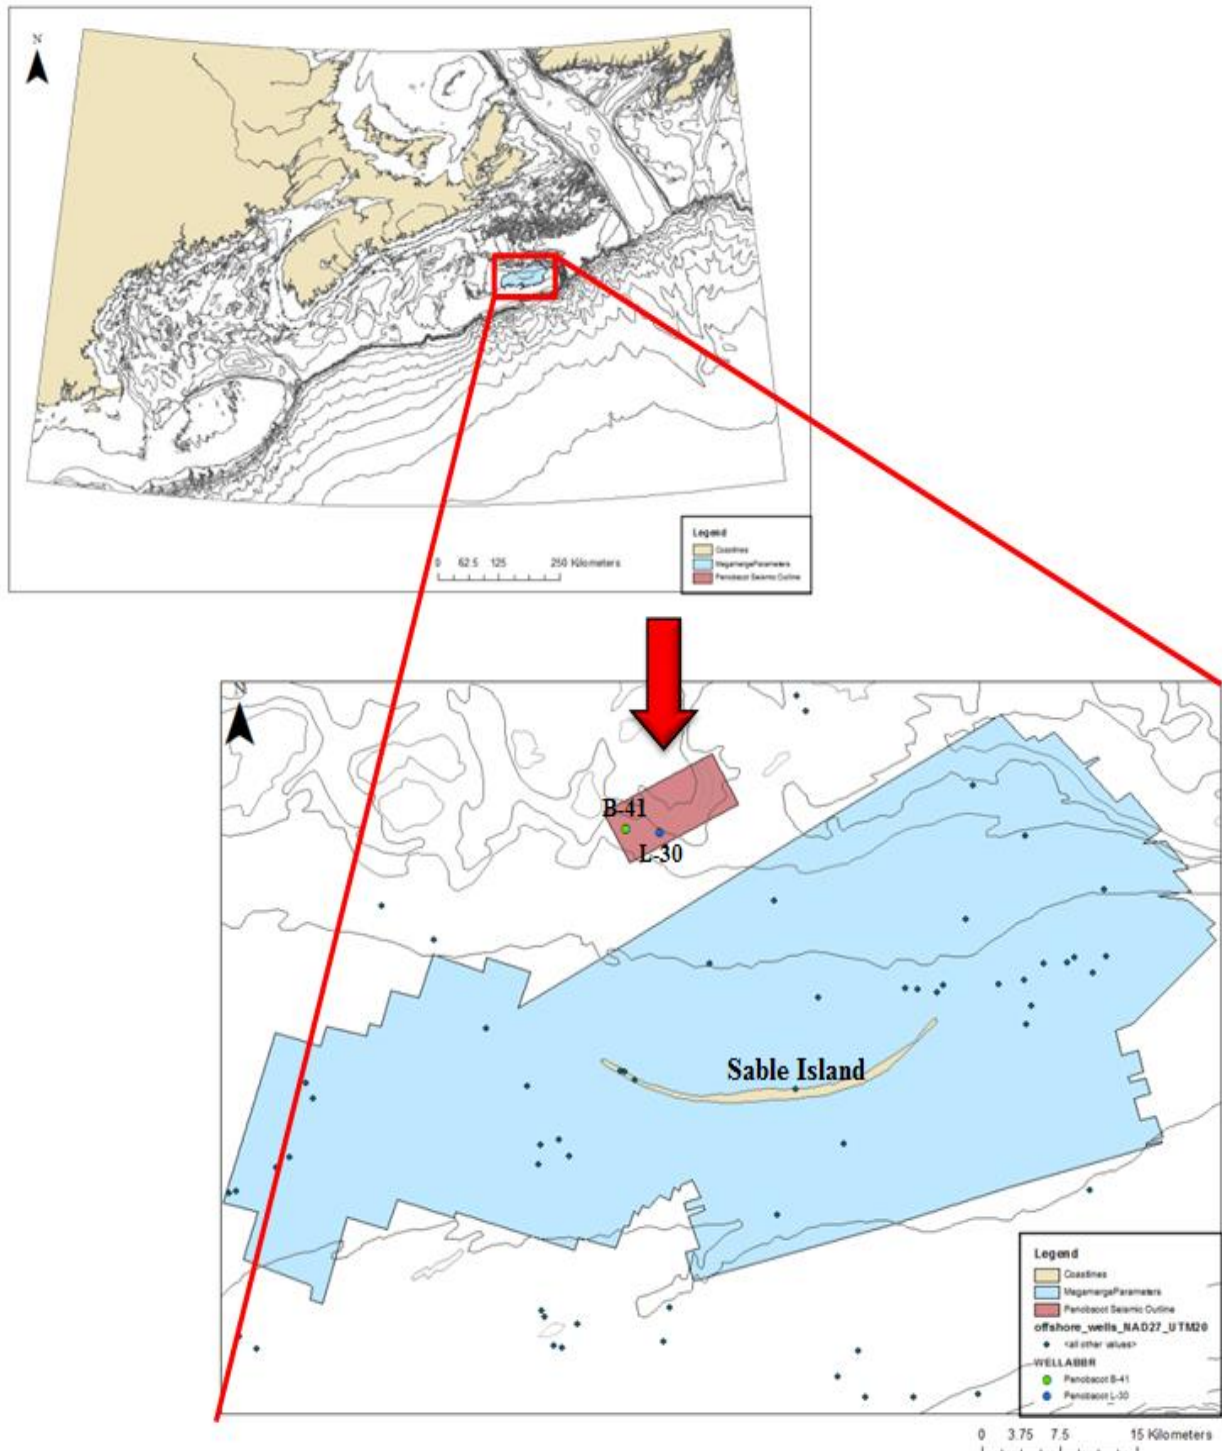 N
Legend
Coastlines
MegamergeParameters
Penobscot Seismic Outline
0 62.5 125 250 Kilometers
N
B-41
L-30
Sable Island
Legend
Coastlines
MegamergeParameters
Penobscot Seismic Outline
offshore_wells_NAD27_UTM20
<all other values>
WELLABBR
Penobscot B-41
Penobscot L-30
0 3.75 7.5 15 Kilometers